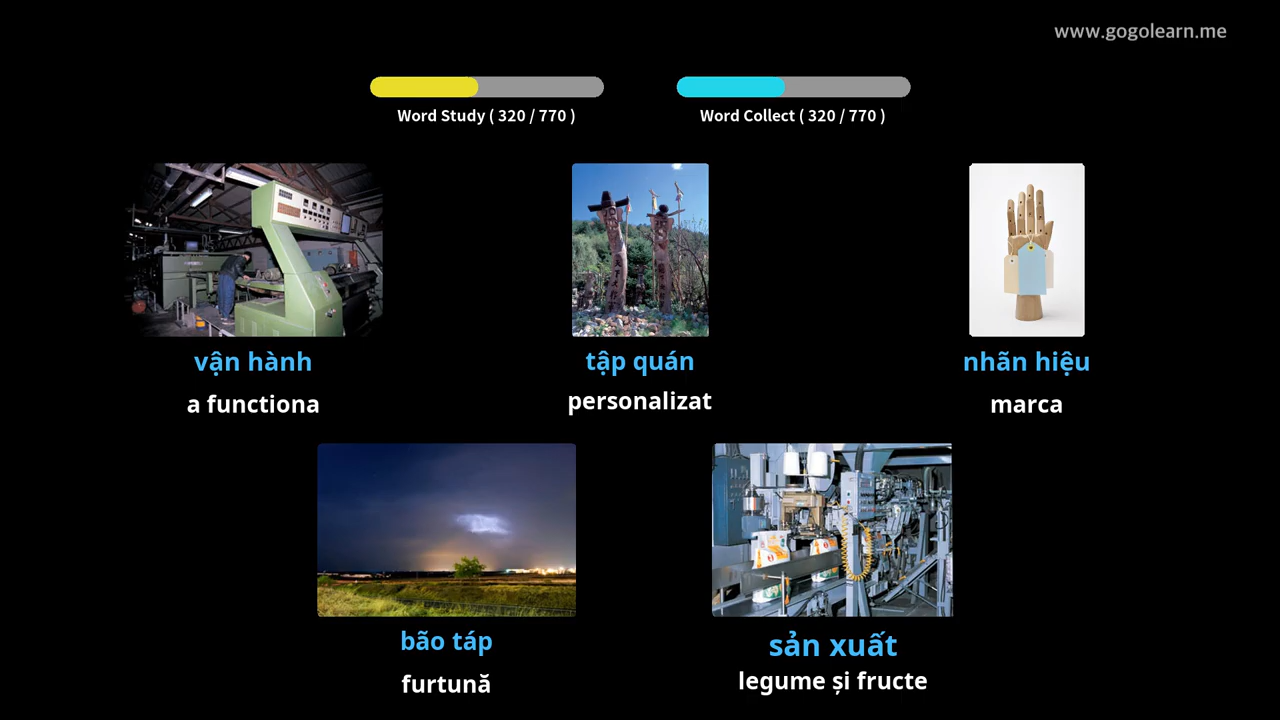 www.gogolearn.me
Word Study ( 320 / 770 )
Word Collect ( 320 / 770 )
vận hành
tập quán
nhãn hiệu
a functiona
personalizat
marca
bão táp
sản xuất
furtună
legume și fructe